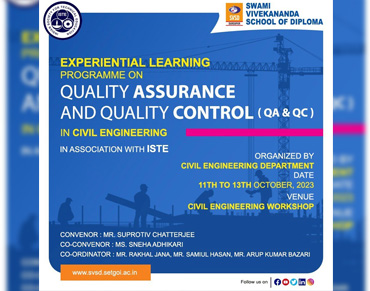 ISTE
SWAMI
VIVEKANANDA
SCHOOL OF DIPLOMA
EXPERIENTIAL LEARNING
PROGRAMME ON
QUALITY ASSURANCE
AND QUALITY CONTROL ( QA & QC )
IN CIVIL ENGINEERING
IN ASSOCIATION WITH ISTE
ORGANIZED BY
CIVIL ENGINEERING DEPARTMENT
DATE
11TH TO 13TH OCTOBER, 2023
VENUE
CIVIL ENGINEERING WORKSHOP
CONVENOR : MR. SUPROTIV CHATTERJEE
CO-CONVENOR : MS. SNEHA ADHIKARI
CO-ORDINATOR : MR. RAKHAL JANA, MR. SAMIUL HASAN, MR. ARUP KUMAR BAZARI
www.svsd.setgoi.ac.in
Follow us on